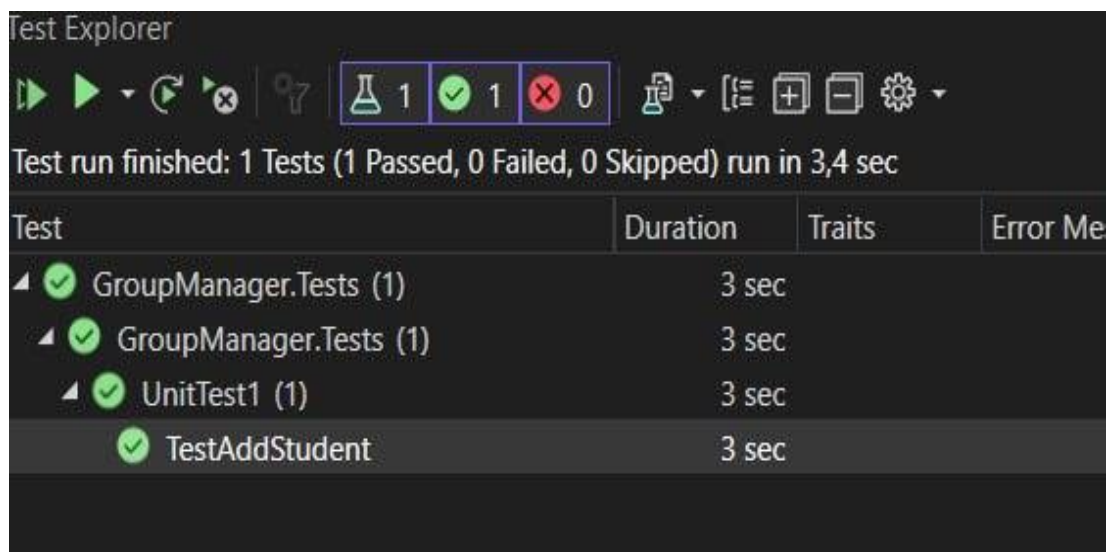 Test Explorer
1 1 0
Test run finished: 1 Tests (1 Passed, 0 Failed, 0 Skipped) run in 3,4 sec
Test Duration Traits Error Mes
GroupManager.Tests (1) 3 sec
GroupManager.Tests (1) 3 sec
UnitTest1 (1) 3 sec
TestAddStudent 3 sec